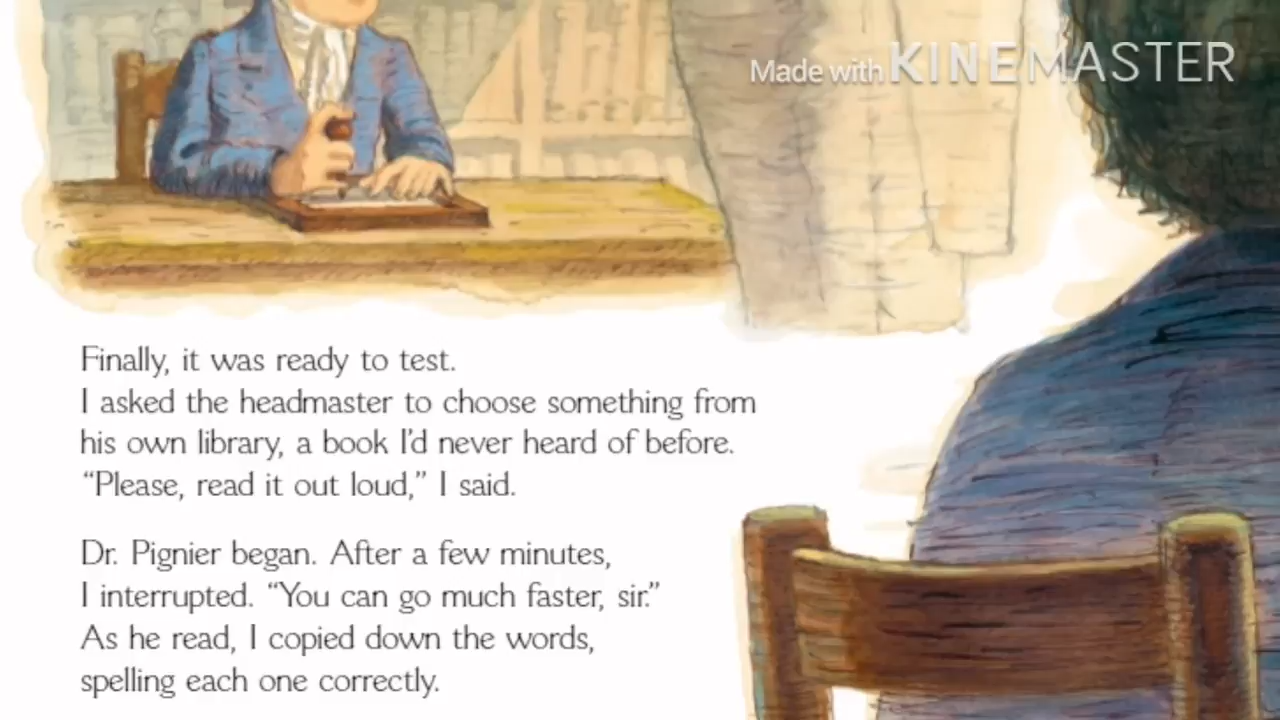 Made with KINEMASTER
Finally, it was ready to test.
I asked the headmaster to choose something from
his own library, a book I’d never heard of before.
“Please, read it out loud,” I said.
Dr. Pignier began. After a few minutes,
I interrupted. “You can go much faster, sir.”
As he read, I copied down the words,
spelling each one correctly.